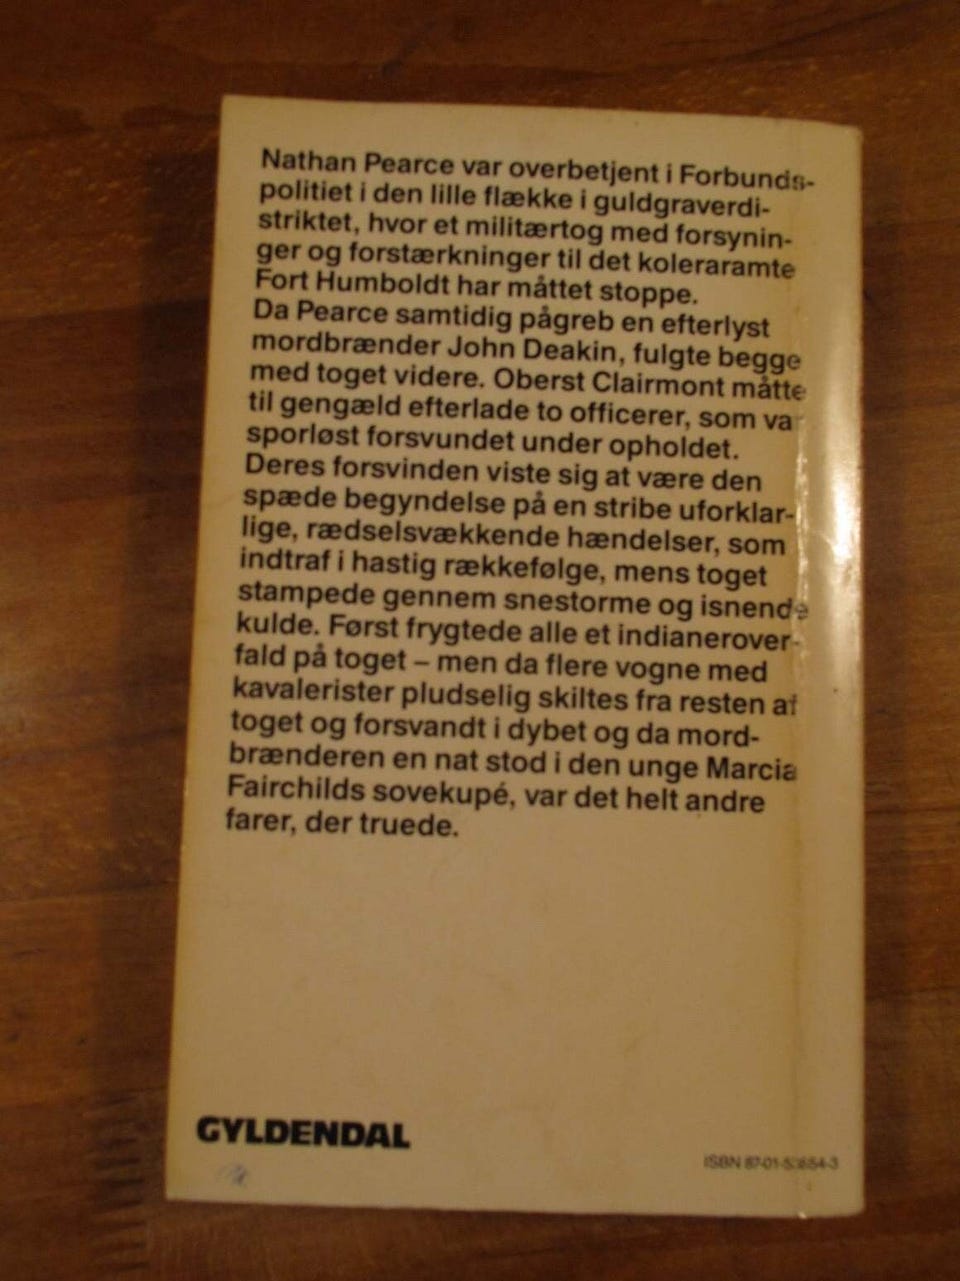 Nathan Pearce var overbetjent i Forbunds-
politiet i den lille flække i guldgraverdi-
striktet, hvor et militærtog med forsynin-
ger og forstærkninger til det koleraramte
Fort Humboldt har måttet stoppe.
Da Pearce samtidig pågreb en efterlyst
mordbrænder John Deakin, fulgte begge
med toget videre. Oberst Clairmont måtte
til gengæld efterlade to officerer, som var
sporløst forsvundet under opholdet.
Deres forsvinden viste sig at være den
spæde begyndelse på en stribe uforklar-
lige, rædselsvækkende hændelser, som
indtraf i hastig rækkefølge, mens toget
stampede gennem snestorme og isnende
kulde. Først frygtede alle et indianerover-
fald på toget – men da flere vogne med
kavalerister pludselig skiltes fra resten af
toget og forsvandt i dybet og da mord-
brænderen en nat stod i den unge Marcia
Fairchilds sovekupé, var det helt andre
farer, der truede.
GYLDENDAL
ISBN